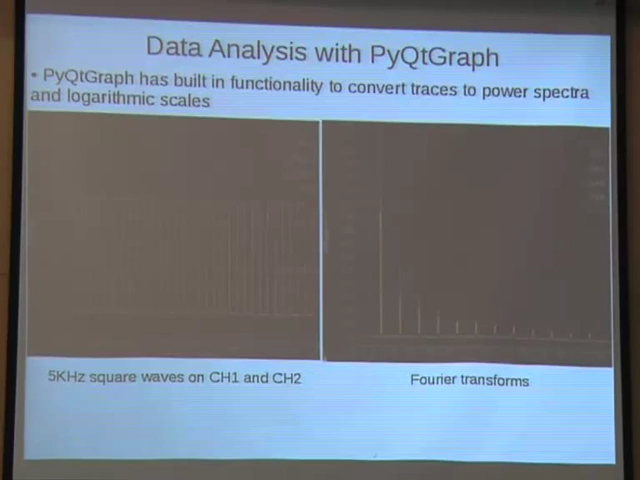 Data Analysis with PyQtGraph
• PyQtGraph has built in functionality to convert traces to power spectra
and logarithmic scales
5KHz square waves on CH1 and CH2
Fourier transforms